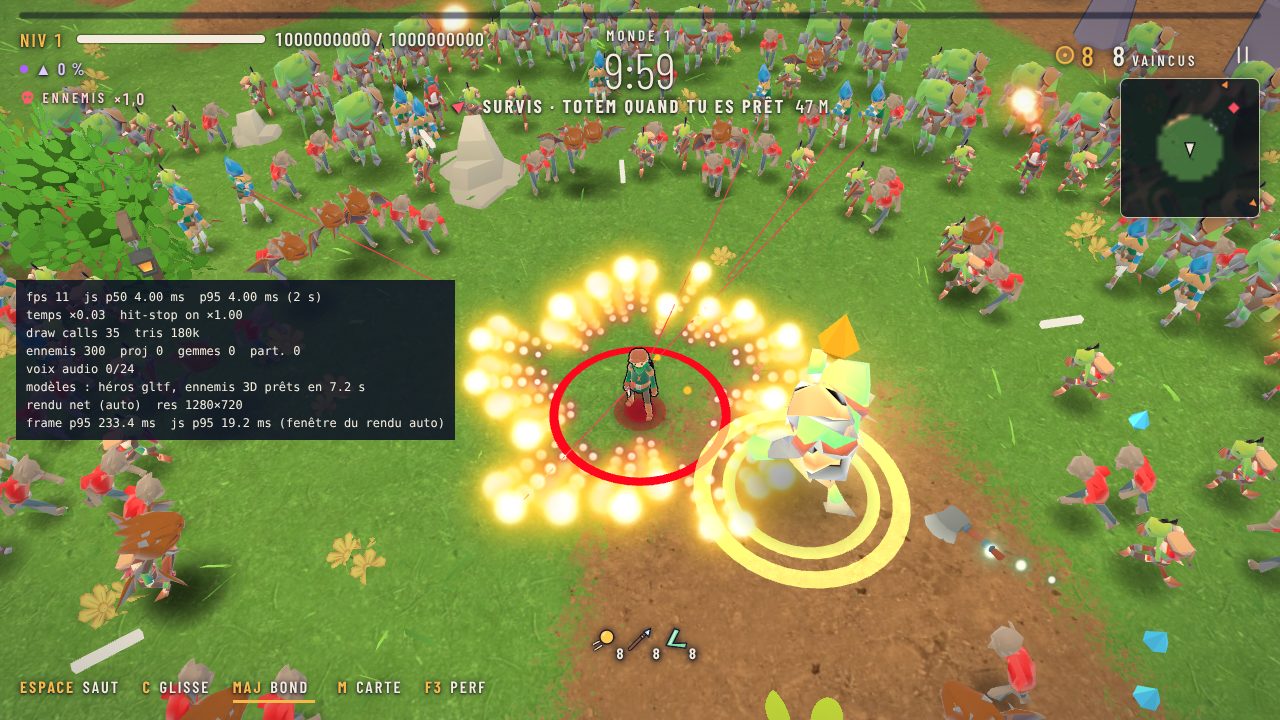 NIV 1 1000000000 / 1000000000
▲ 0 %
ENNEMIS ×1,0
MONDE 1
9:59
SURVIS · TOTEM QUAND TU ES PRÊT 47 M
8 8 VAINCUS
fps 11 js p50 4.00 ms p95 4.00 ms (2 s)
temps ×0.03 hit-stop on ×1.00
draw calls 35 tris 180k
ennemis 300 proj 0 gemmes 0 part. 0
voix audio 0/24
modèles : héros gltf, ennemis 3D prêts en 7.2 s
rendu net (auto) res 1280×720
frame p95 233.4 ms js p95 19.2 ms (fenêtre du rendu auto)
8 8 8
ESPACE SAUT C GLISSE MAJ BOND M CARTE F3 PERF